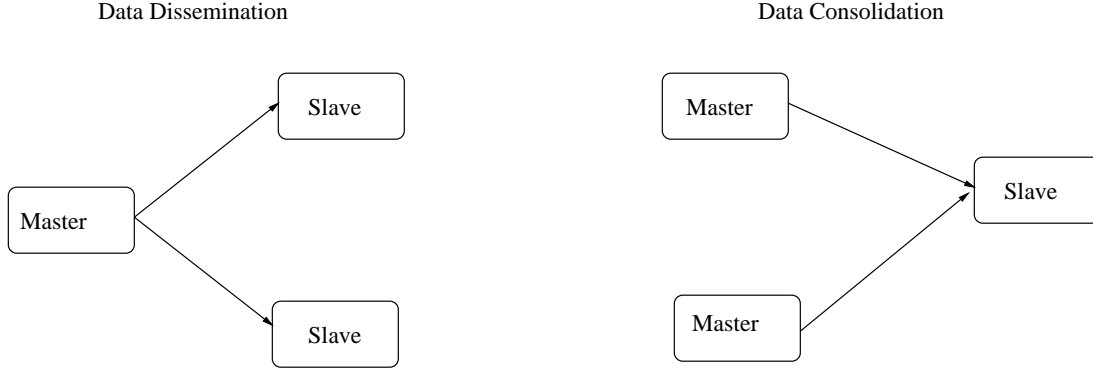 Data Dissemination
Slave
Master
Slave
Data Consolidation
Master
Slave
Master